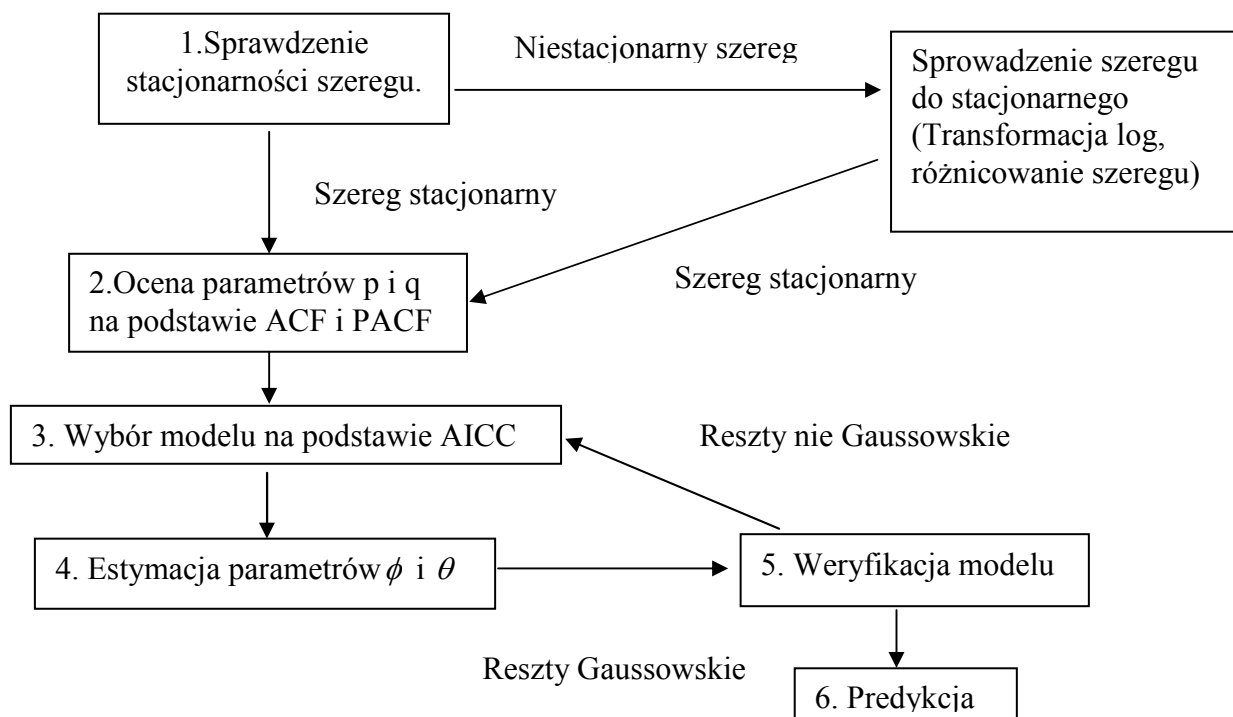 1.Sprawdzenie
stacjonarności szeregu.
Niestacjonarny szereg
Sprowadzenie szeregu
do stacjonarnego
(Transformacja log,
różnicowanie szeregu)
Szereg stacjonarny
Szereg stacjonarny
2.Ocena parametrów p i q
na podstawie ACF i PACF
3. Wybór modelu na podstawie AICC
Reszty nie Gaussowskie
4. Estymacja parametrów ϕ i θ
5. Weryfikacja modelu
Reszty Gaussowskie
6. Predykcja